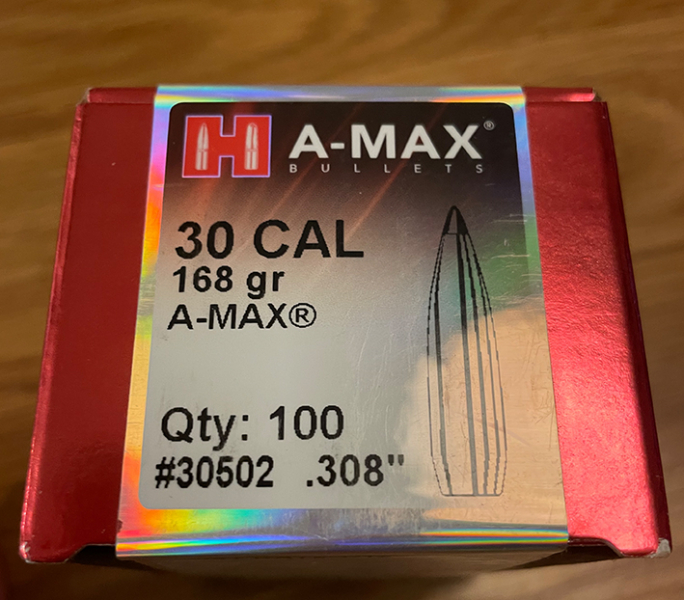 H A-MAX®
BULLETS
30 CAL
168 gr
A-MAX®
Qty: 100
#30502 .308"